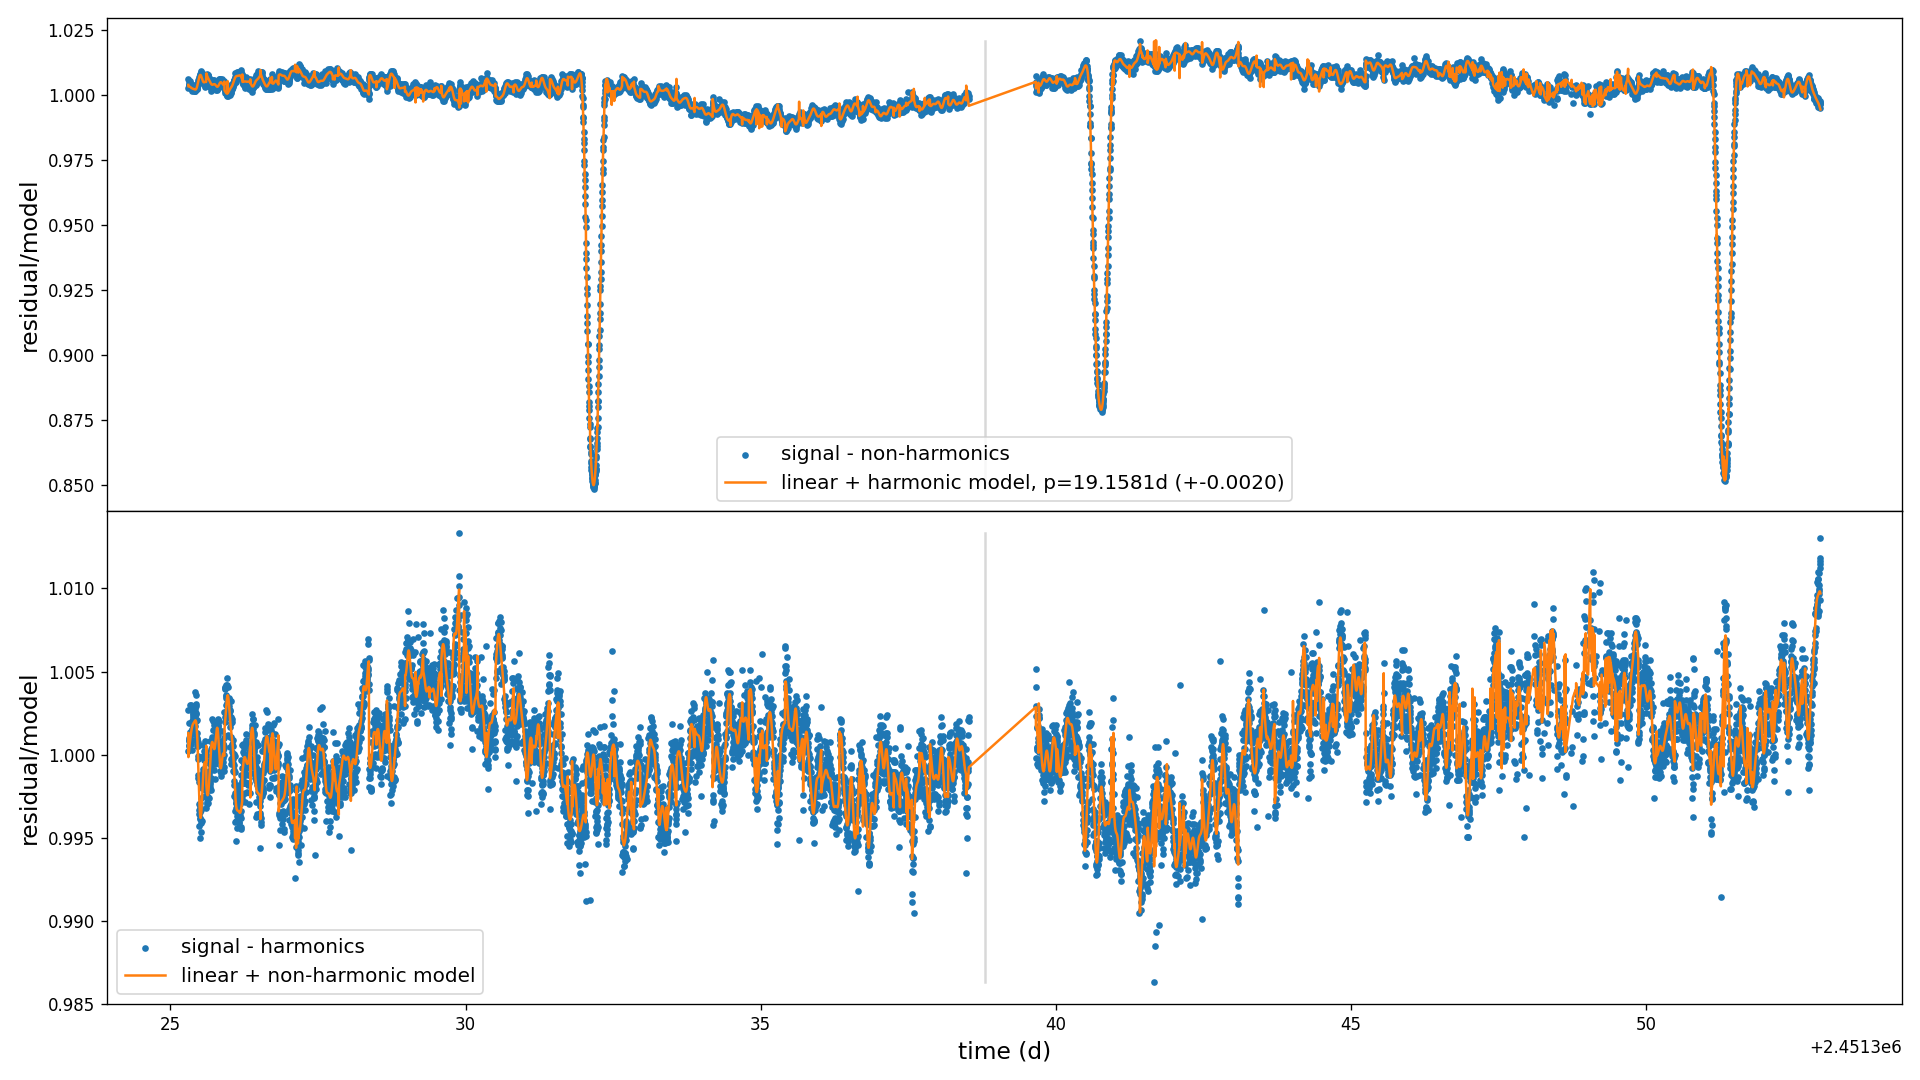 1.025
1.000
0.975
0.950
0.925
0.900
0.875
0.850
residual/model
signal - non-harmonics
linear + harmonic model, p=19.1581d (+-0.0020)
1.010
1.005
1.000
0.995
0.990
0.985
residual/model
signal - harmonics
linear + non-harmonic model
25
30
35
40
45
50
time (d)
+2.4513e6